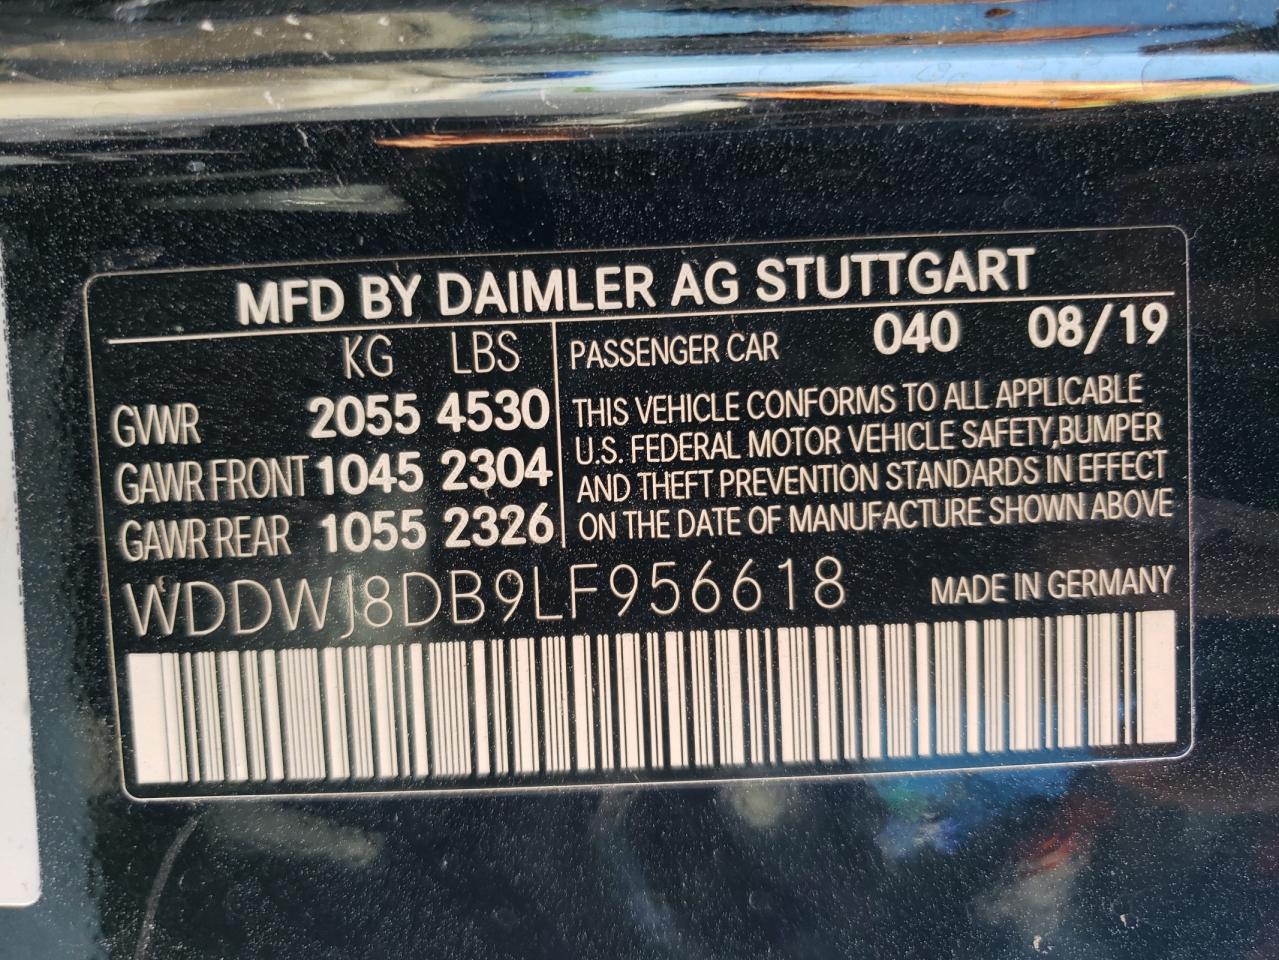 MFD BY DAIMLER AG STUTTGART
KG LBS
GVWR 2055 4530
GAWR FRONT 1045 2304
GAWR REAR 1055 2326
PASSENGER CAR 040 08/19
THIS VEHICLE CONFORMS TO ALL APPLICABLE
U.S. FEDERAL MOTOR VEHICLE SAFETY,BUMPER
AND THEFT PREVENTION STANDARDS IN EFFECT
ON THE DATE OF MANUFACTURE SHOWN ABOVE
WDDWJ8DB9LF956618 MADE IN GERMANY